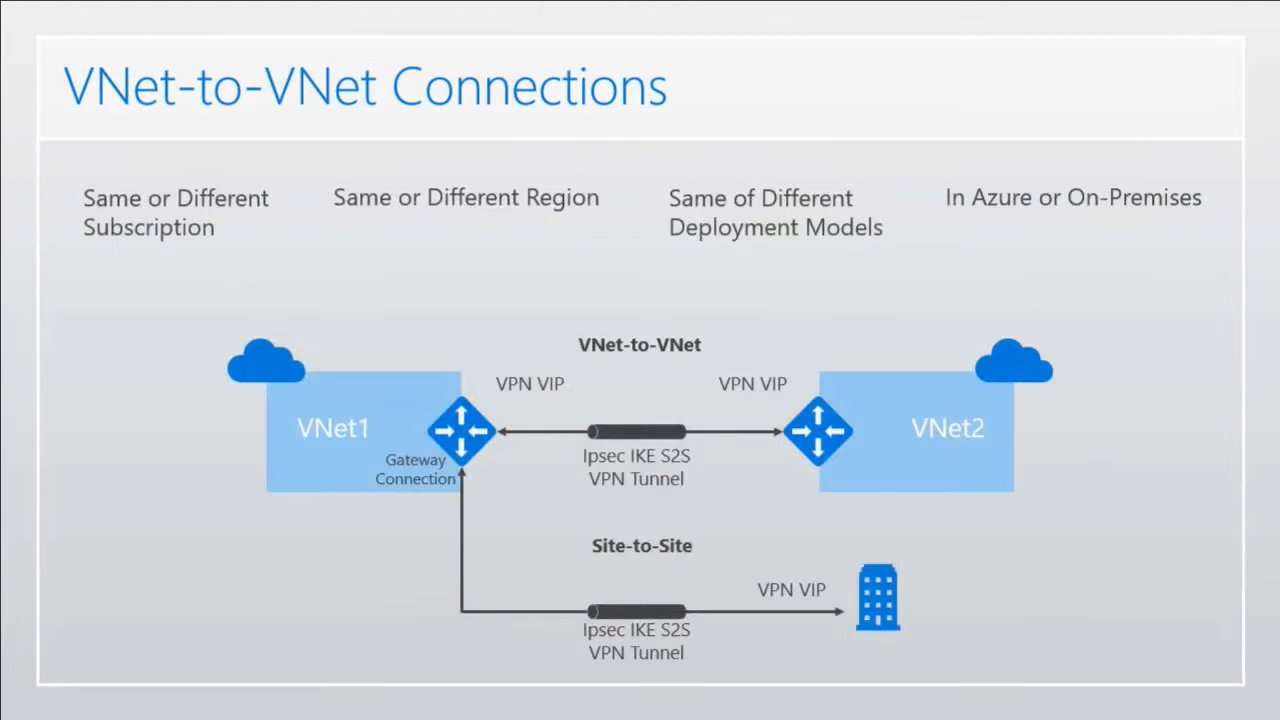 VNet-to-VNet Connections
Same or Different
Subscription
Same or Different Region
Same of Different
Deployment Models
In Azure or On-Premises
VNet-to-VNet
VPN VIP
VPN VIP
VNet1
VNet2
Gateway
Connection
Ipsec IKE S2S
VPN Tunnel
Site-to-Site
VPN VIP
Ipsec IKE S2S
VPN Tunnel